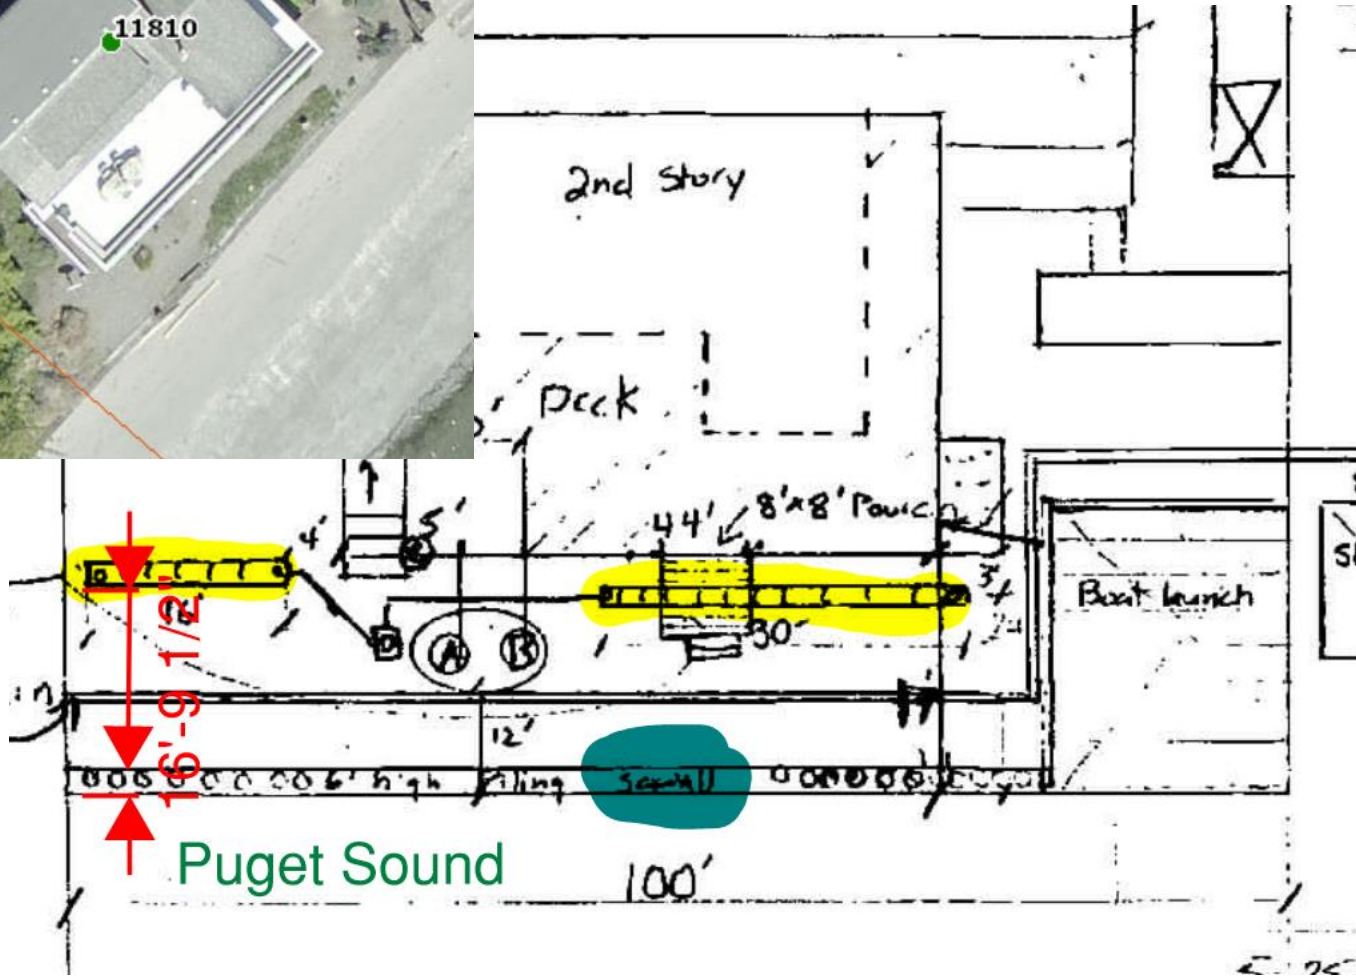 11810
2nd Story
Deck
8'x8' Porch
44'
5'
4'
3'
16'-9 1/2"
30'
A
B
D
Boat launch
12'
6' high Piling Seawall
Puget Sound
100'